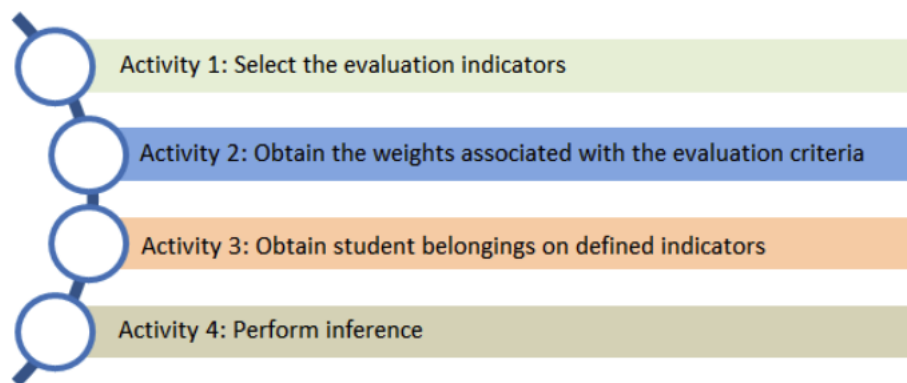 Activity 1: Select the evaluation indicators
Activity 2: Obtain the weights associated with the evaluation criteria
Activity 3: Obtain student belongings on defined indicators
Activity 4: Perform inference